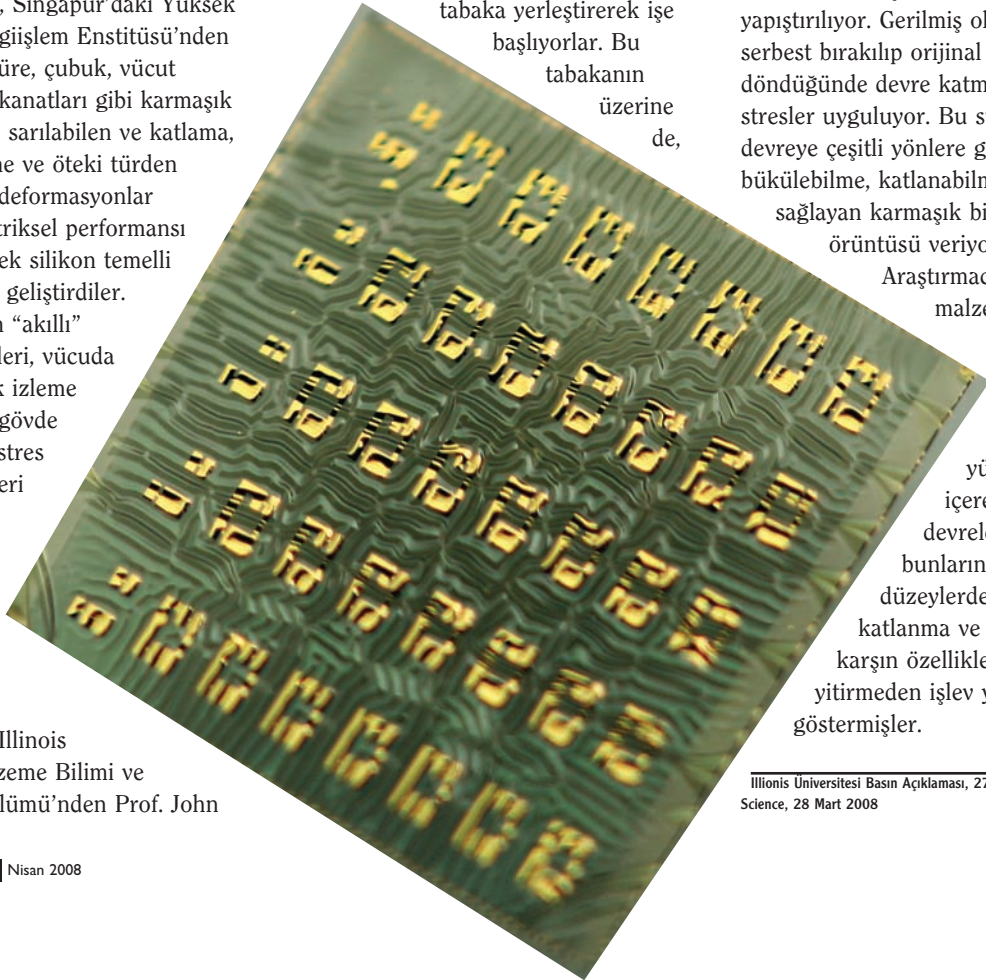 , Singapur’daki Yüksek
giişlem Enstitüsü’nden
üre, çubuk, vücut
kanatları gibi karmaşık
sarılabilen ve katlama,
ne ve öteki türden
deformasyonlar
triksel performansı
ek silikon temelli
geliştirdiler.
n “akıllı”
leri, vücuda
k izleme
gövde
stres
eri
Illinois
zeme Bilimi ve
lümü’nden Prof. John
tabaka yerleştirerek işe
başlıyorlar. Bu
tabakanın
üzerine
de,
yapıştırılıyor. Gerilmiş ol
serbest bırakılıp orijinal
döndüğünde devre katm
stresler uyguluyor. Bu s
devreye çeşitli yönlere g
bükülebilme, katlanabiln
sağlayan karmaşık bi
örüntüsü veriyo
Araştırmac
malze
yü
içere
devrele
bunların
düzeylerde
katlanma ve
karşın özellikle
yitirmeden işlev y
göstermişler.
Illionis Üniversitesi Basın Açıklaması, 27
Science, 28 Mart 2008
Nisan 2008